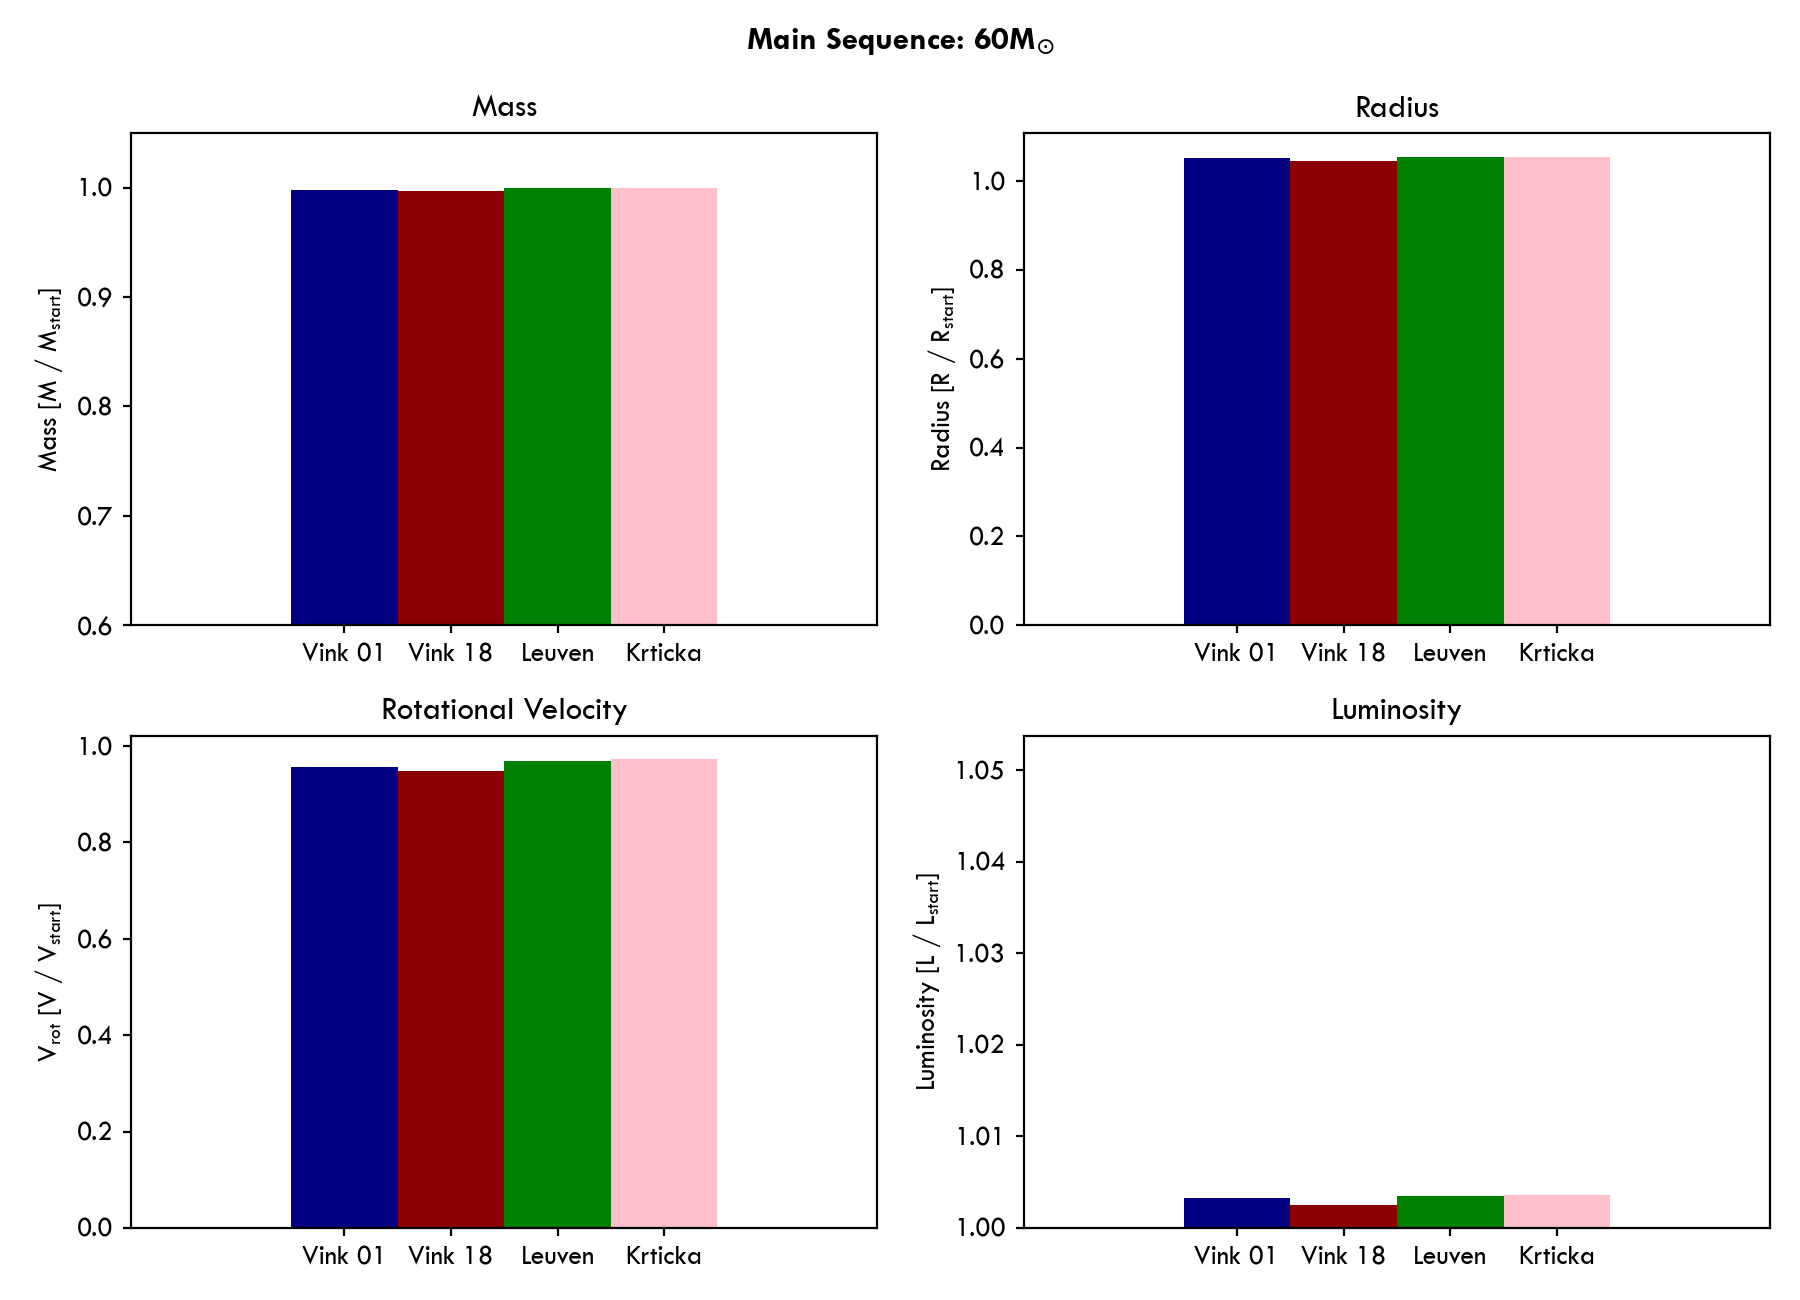 Main Sequence: 60M⊙
Mass
Mass [M / Mstart]
1.0
0.9
0.8
0.7
0.6
Vink 01 Vink 18 Leuven Krticka
Radius
Radius [R / Rstart]
1.0
0.8
0.6
0.4
0.2
0.0
Vink 01 Vink 18 Leuven Krticka
Rotational Velocity
Vrot [V / Vstart]
1.0
0.8
0.6
0.4
0.2
0.0
Vink 01 Vink 18 Leuven Krticka
Luminosity
Luminosity [L / Lstart]
1.05
1.04
1.03
1.02
1.01
1.00
Vink 01 Vink 18 Leuven Krticka